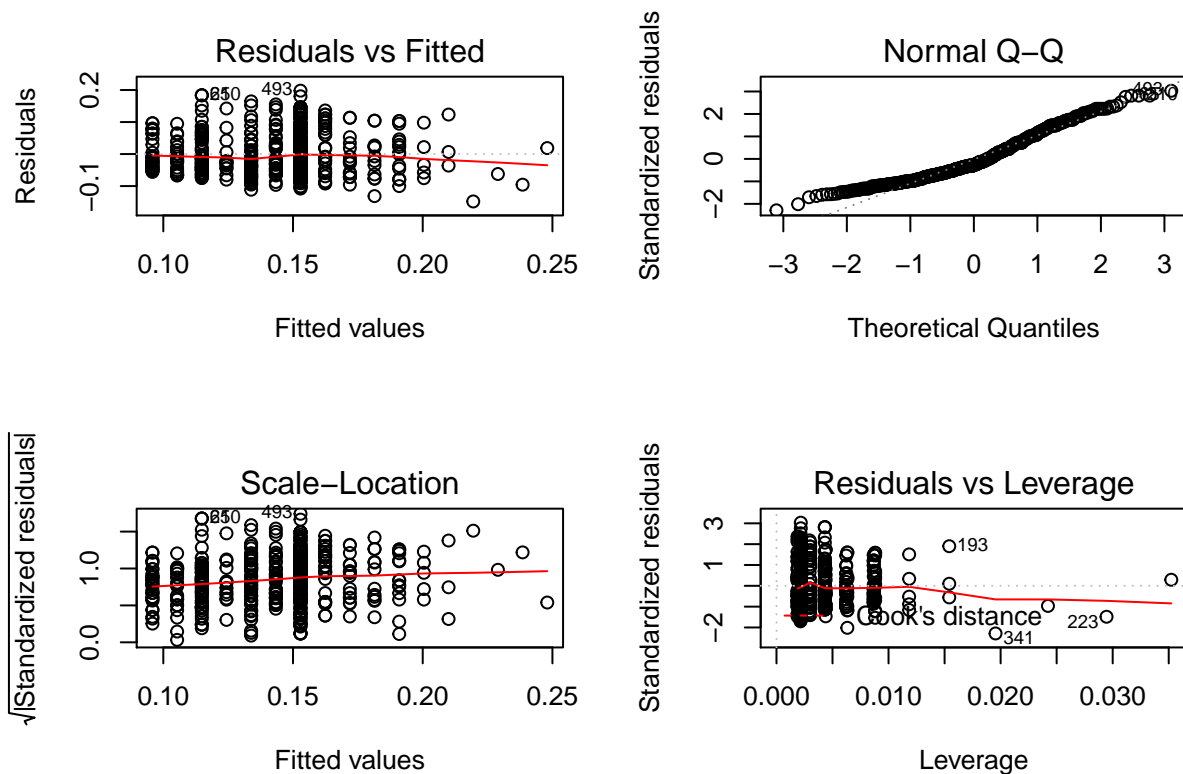 Residuals vs Fitted
493
Residuals
0.2
−0.1
0.10 0.15 0.20 0.25
Fitted values
Normal Q−Q
493
Standardized residuals
2
0
−2
−3 −2 −1 0 1 2 3
Theoretical Quantiles
Scale−Location
493
√|Standardized residuals|
1.0
0.0
0.10 0.15 0.20 0.25
Fitted values
Residuals vs Leverage
Standardized residuals
3
1
−2
193
Cook's distance
223
341
0.000 0.010 0.020 0.030
Leverage